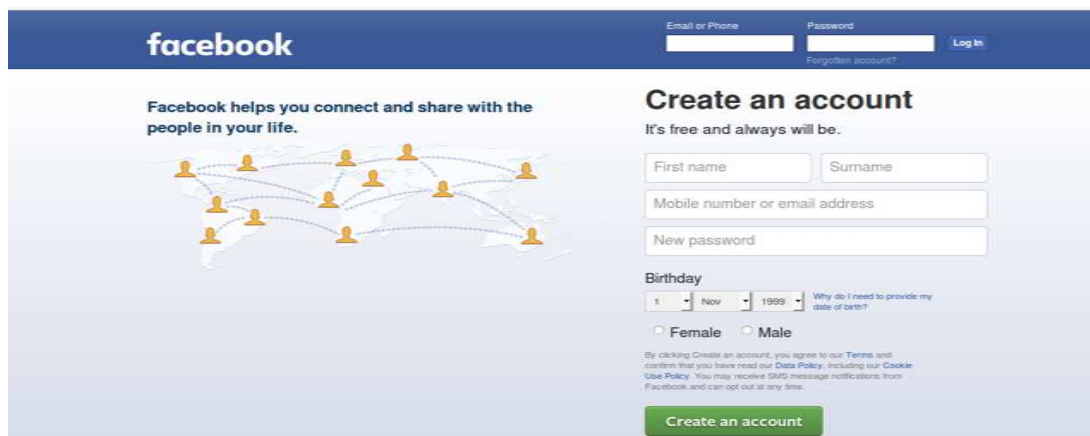 facebook
Email or Phone
Password
Log In
Forgotten account?
Facebook helps you connect and share with the
people in your life.
Create an account
It's free and always will be.
First name
Surname
Mobile number or email address
New password
Birthday
1 Nov 1999
Why do I need to provide my
date of birth?
Female Male
By clicking Create an account, you agree to our Terms and
confirm that you have read our Data Policy, including our Cookie
Use Policy. You may receive SMS message notifications from
Facebook and can opt out at any time.
Create an account